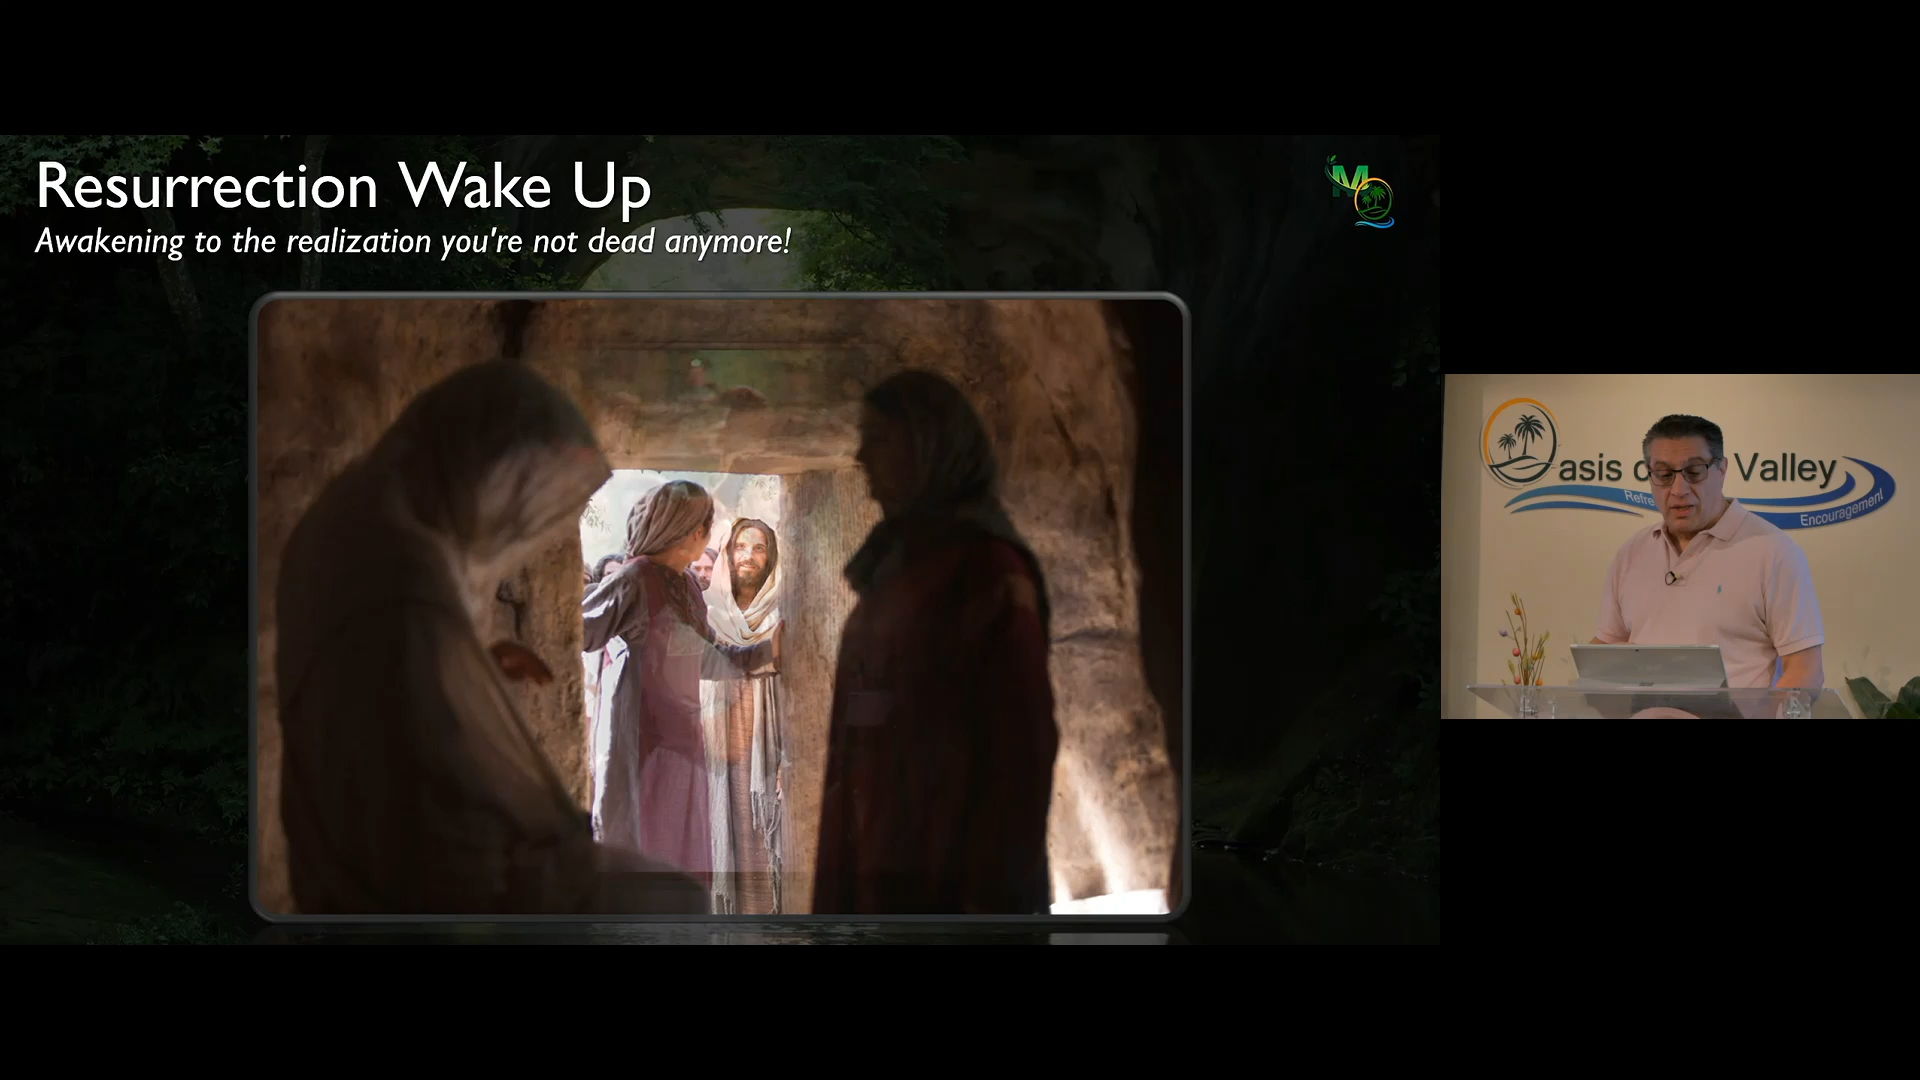 Resurrection Wake Up
Awakening to the realization you're not dead anymore!
M
asis Valley
Encouragement